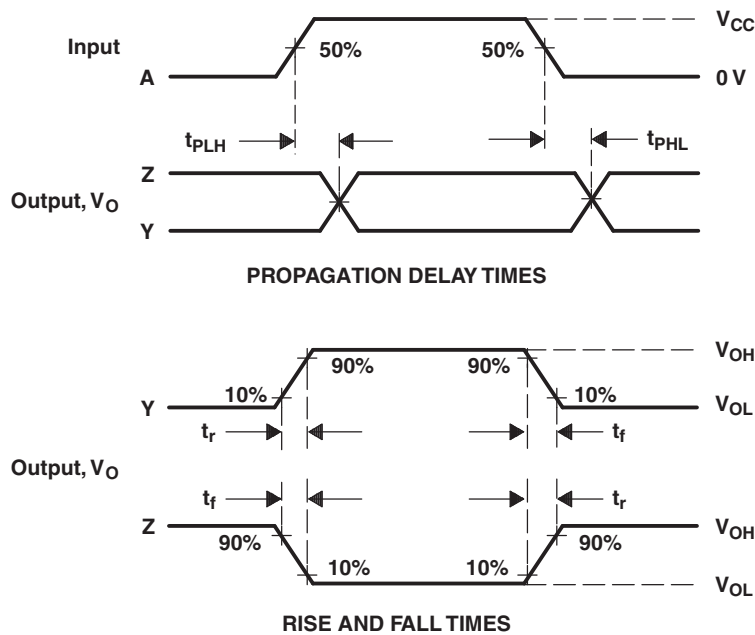 VCC
Input
50%
50%
A
0 V
tPLH
tPHL
Z
Output, VO
Y
PROPAGATION DELAY TIMES
VOH
90%
90%
10%
10%
Y
VOL
tr
tf
Output, VO
tf
tr
Z
VOH
90%
90%
10%
10%
VOL
RISE AND FALL TIMES